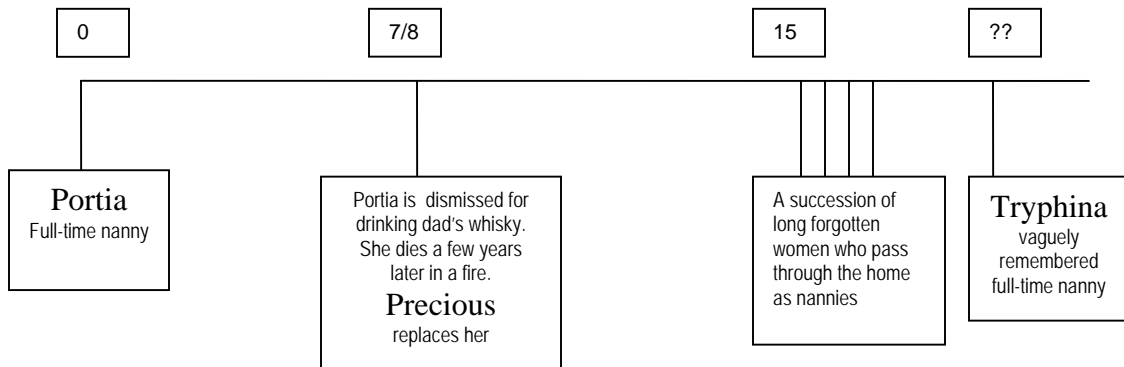 0
7/8
15
??
Portia
Full-time nanny
Portia is dismissed for
drinking dad's whisky.
She dies a few years
later in a fire.
Precious
replaces her
A succession of
long forgotten
women who pass
through the home
as nannies
Tryphina
vaguely
remembered
full-time nanny